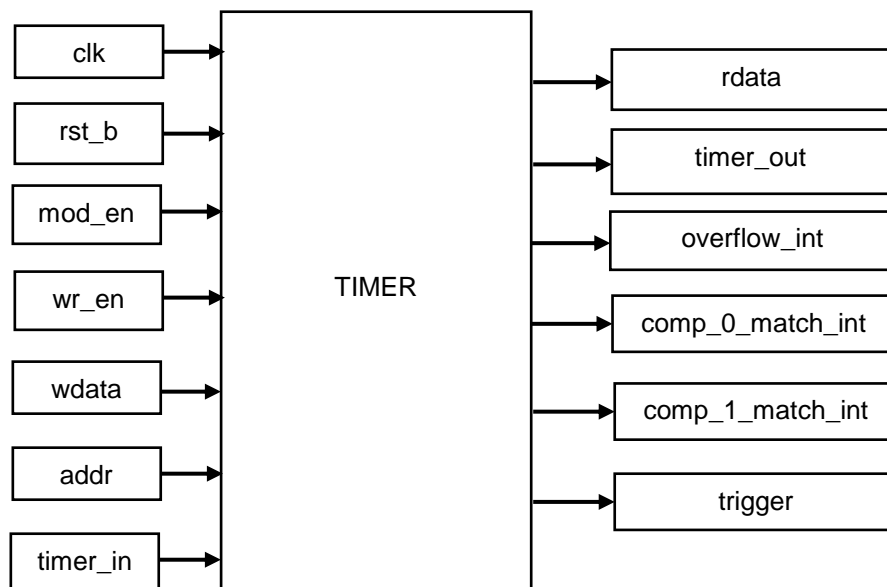 clk
rst_b
mod_en
wr_en
wdata
addr
timer_in
TIMER
rdata
timer_out
overflow_int
comp_0_match_int
comp_1_match_int
trigger